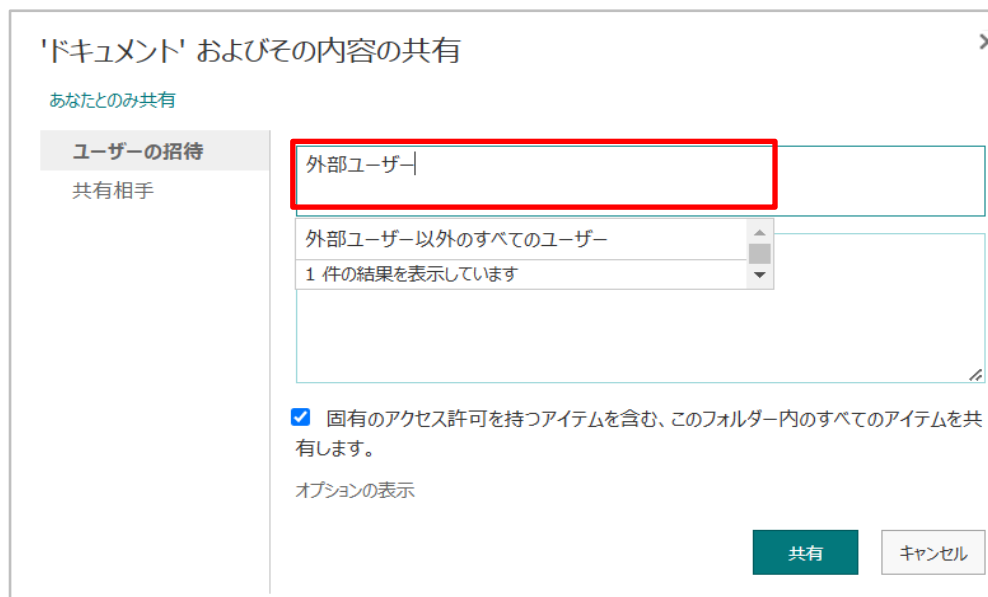 'ドキュメント' およびその内容の共有
あなたとのみ共有
ユーザーの招待
共有相手
外部ユーザー
外部ユーザー以外のすべてのユーザー
1 件の結果を表示しています
固有のアクセス許可を持つアイテムを含む、このフォルダー内のすべてのアイテムを共
有します。
オプションの表示
共有
キャンセル